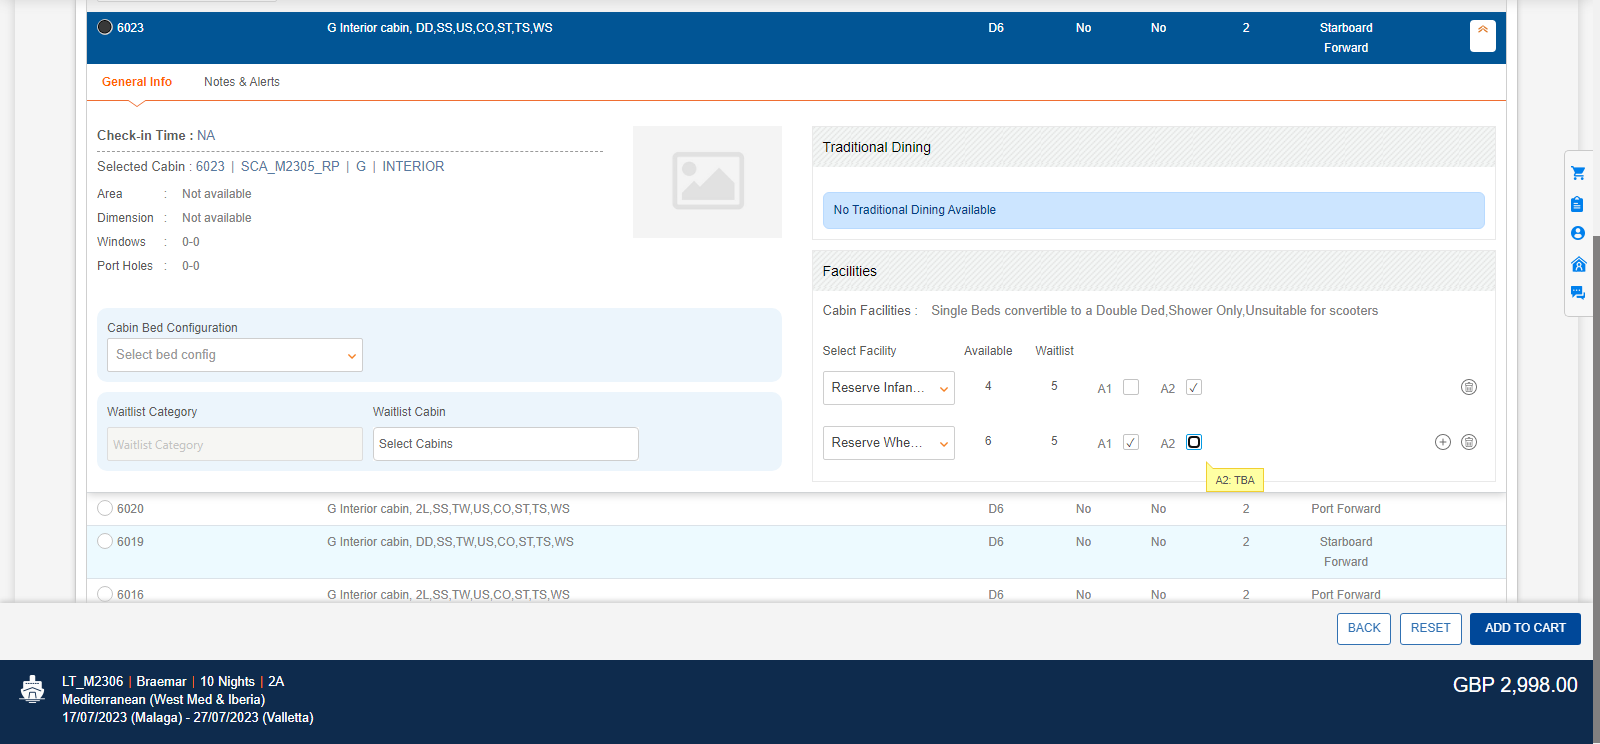 6023 G Interior cabin, DD,SS,US,CO,ST,TS,WS D6 No No 2 Starboard Forward
General Info Notes & Alerts
Check-in Time : NA
Selected Cabin : 6023 | SCA_M2305_RP | G | INTERIOR
Area : Not available
Dimension : Not available
Windows : 0-0
Port Holes : 0-0
Cabin Bed Configuration
Select bed config
Waitlist Category Waitlist Cabin
Waitlist Category Select Cabins
Traditional Dining
No Traditional Dining Available
Facilities
Cabin Facilities : Single Beds convertible to a Double Ded,Shower Only,Unsuitable for scooters
Select Facility Available Waitlist
Reserve Infan... 4 5 A1 A2
Reserve Whe... 6 5 A1 A2
A2: TBA
6020 G Interior cabin, 2L,SS,TW,US,CO,ST,TS,WS D6 No No 2 Port Forward
6019 G Interior cabin, DD,SS,TW,US,CO,ST,TS,WS D6 No No 2 Starboard Forward
6016 G Interior cabin, 2L,SS,TW,US,CO,ST,TS,WS D6 No No 2 Port Forward
BACK RESET ADD TO CART
LT_M2306 | Braemar | 10 Nights | 2A
Mediterranean (West Med & Iberia)
17/07/2023 (Malaga) - 27/07/2023 (Valletta)
GBP 2,998.00